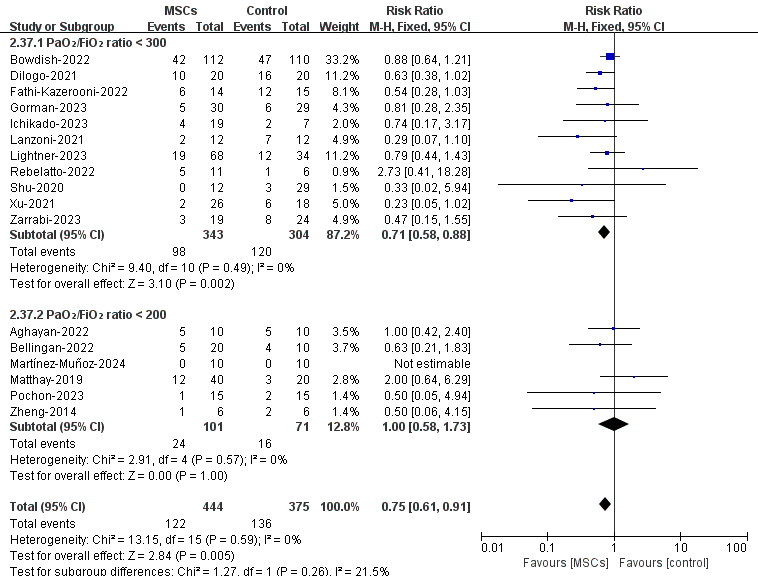 MSCs Control Risk Ratio Risk Ratio
Study or Subgroup Events Total Events Total Weight M-H, Fixed, 95% CI M-H, Fixed, 95% CI
2.37.1 PaO₂/FiO₂ ratio < 300
Bowdish-2022 42 112 47 110 33.2% 0.88 [0.64, 1.21]
Dilogo-2021 10 20 16 20 11.2% 0.63 [0.38, 1.02]
Fathi-Kazerooni-2022 6 14 12 15 8.1% 0.54 [0.28, 1.03]
Gorman-2023 5 30 6 29 4.3% 0.81 [0.28, 2.35]
Ichikado-2023 4 19 2 7 2.0% 0.74 [0.17, 3.17]
Lanzoni-2021 2 12 7 12 4.9% 0.29 [0.07, 1.10]
Lightner-2023 19 68 12 34 11.2% 0.79 [0.44, 1.43]
Rebelatto-2022 5 11 1 6 0.9% 2.73 [0.41, 18.28]
Shu-2020 0 12 3 29 1.5% 0.33 [0.02, 5.94]
Xu-2021 2 26 6 18 5.0% 0.23 [0.05, 1.02]
Zarrabi-2023 3 19 8 24 4.9% 0.47 [0.15, 1.55]
Subtotal (95% CI) 343 304 87.2% 0.71 [0.58, 0.88]
Total events 98 120
Heterogeneity: Chi² = 9.40, df = 10 (P = 0.49); I² = 0%
Test for overall effect: Z = 3.10 (P = 0.002)
2.37.2 PaO₂/FiO₂ ratio < 200
Aghayan-2022 5 10 5 10 3.5% 1.00 [0.42, 2.40]
Bellingan-2022 5 20 4 10 3.7% 0.63 [0.21, 1.83]
Martínez-Muñoz-2024 0 10 0 10 Not estimable
Matthay-2019 12 40 3 20 2.8% 2.00 [0.64, 6.29]
Pochon-2023 1 15 2 15 1.4% 0.50 [0.05, 4.94]
Zheng-2014 1 6 2 6 1.4% 0.50 [0.06, 4.15]
Subtotal (95% CI) 101 71 12.8% 1.00 [0.58, 1.73]
Total events 24 16
Heterogeneity: Chi² = 2.91, df = 4 (P = 0.57); I² = 0%
Test for overall effect: Z = 0.00 (P = 1.00)
Total (95% CI) 444 375 100.0% 0.75 [0.61, 0.91]
Total events 122 136
Heterogeneity: Chi² = 13.15, df = 15 (P = 0.59); I² = 0%
Test for overall effect: Z = 2.84 (P = 0.005)
Test for subgroup differences: Chi² = 1.27, df = 1 (P = 0.26), I² = 21.5%
0.01 0.1 1 10 100
Favours [MSCs] Favours [control]